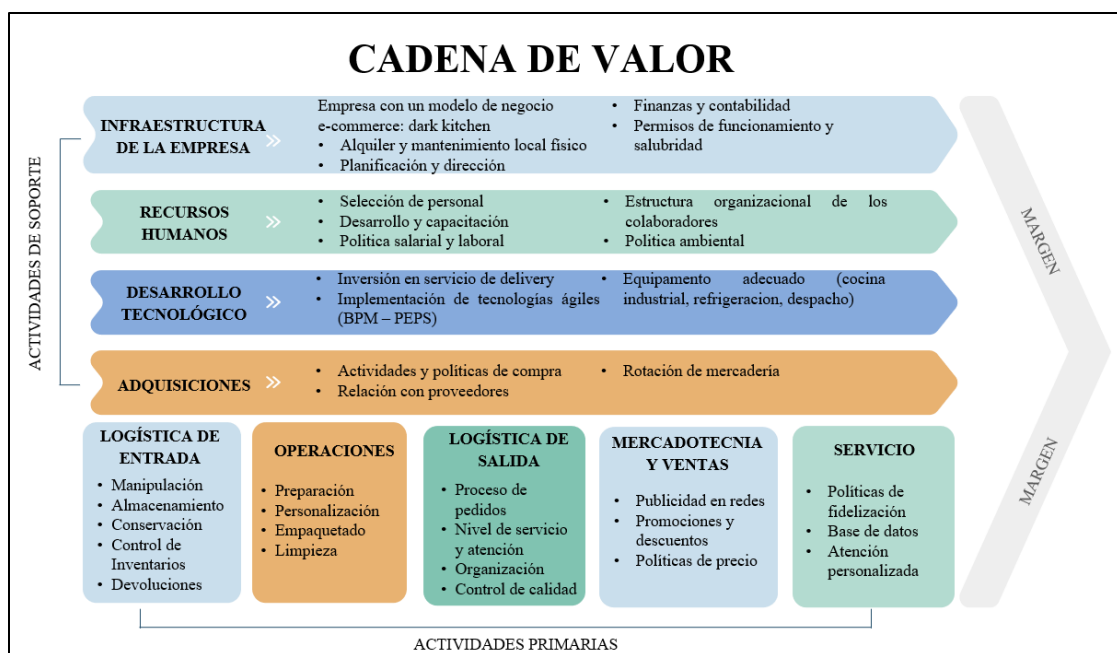 CADENA DE VALOR
ACTIVIDADES DE SOPORTE
INFRAESTRUCTURA
DE LA EMPRESA
Empresa con un modelo de negocio
e-commerce: dark kitchen
• Alquiler y mantenimiento local físico
• Planificación y dirección
• Finanzas y contabilidad
• Permisos de funcionamiento y
salubridad
RECURSOS
HUMANOS
• Selección de personal
• Desarrollo y capacitación
• Politica salarial y laboral
• Estructura organizacional de los
colaboradores
• Politica ambiental
DESARROLLO
TECNOLÓGICO
• Inversión en servicio de delivery
• Implementación de tecnologías ágiles
(BPM – PEPS)
• Equipamento adecuado (cocina
industrial, refrigeracion, despacho)
ADQUISICIONES
• Actividades y políticas de compra
• Relación con proveedores
• Rotación de mercadería
MARGEN
MARGEN
LOGÍSTICA DE
ENTRADA
• Manipulación
• Almacenamiento
• Conservación
• Control de
Inventarios
• Devoluciones
OPERACIONES
• Preparación
• Personalización
• Empaquetado
• Limpieza
LOGÍSTICA DE
SALIDA
• Proceso de
pedidos
• Nivel de servicio
y atención
• Organización
• Control de calidad
MERCADOTECNIA
Y VENTAS
• Publicidad en redes
• Promociones y
descuentos
• Políticas de precio
SERVICIO
• Políticas de
fidelización
• Base de datos
• Atención
personalizada
ACTIVIDADES PRIMARIAS